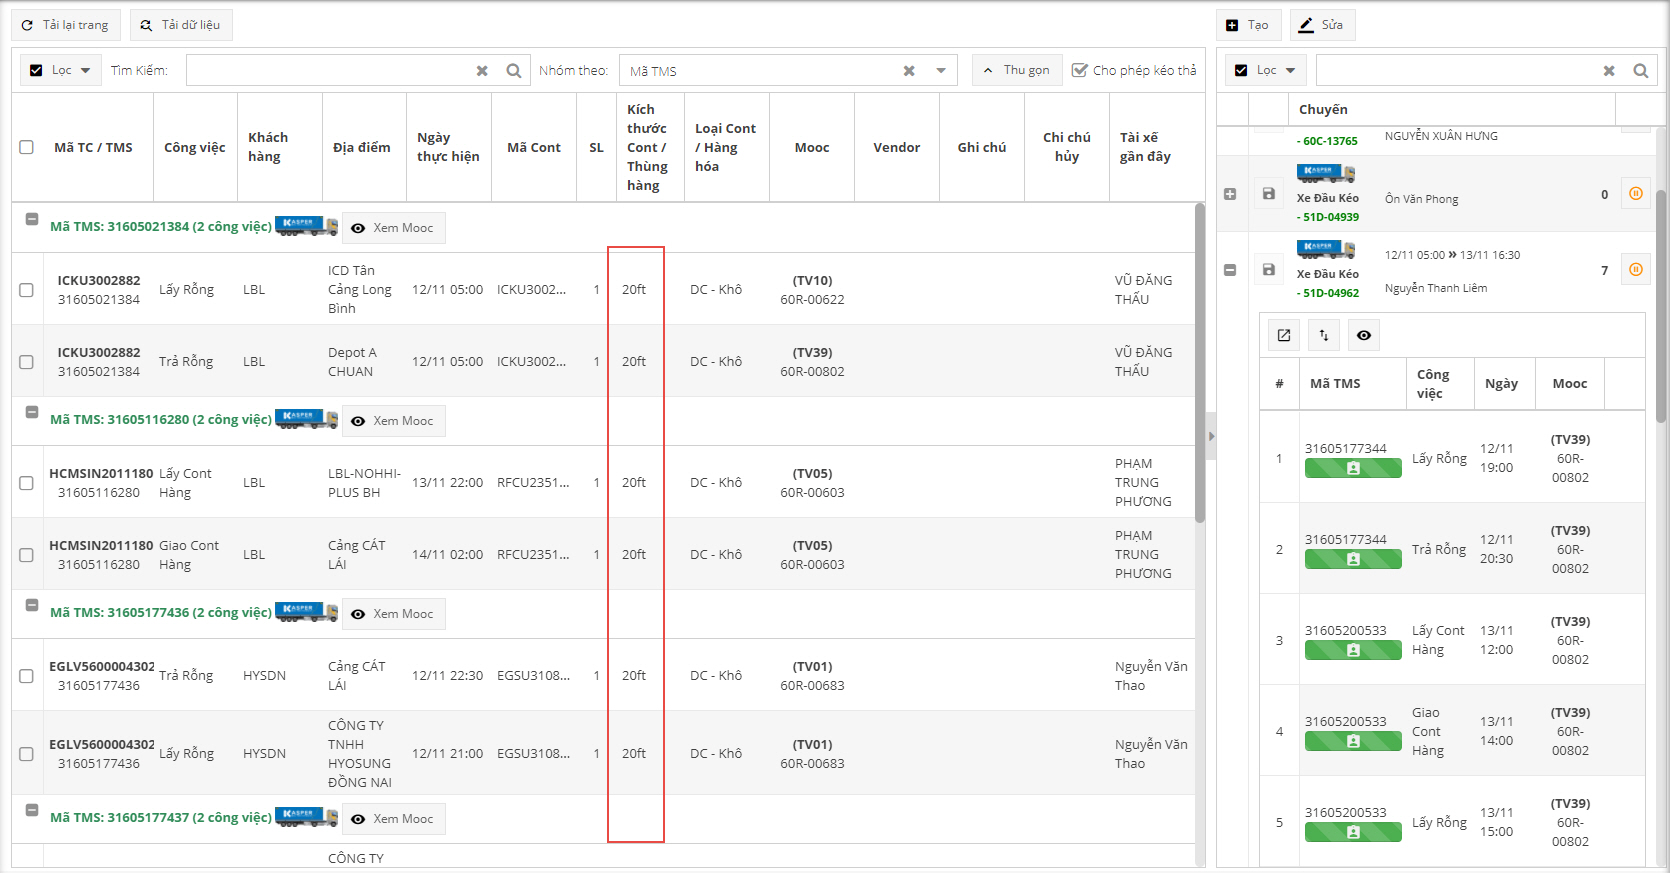 Tải lại trang
Tải dữ liệu
Lọc
Tìm Kiếm:
Nhóm theo:
Mã TMS
Thu gọn
Cho phép kéo thả
Mã TC / TMS
Công việc
Khách
hàng
Địa điểm
Ngày
thực hiện
Mã Cont
SL
Kích
thước
Cont /
Thùng
hàng
Loại Cont
/ Hàng
hóa
Mooc
Vendor
Ghi chú
Chi chú
hủy
Tài xế
gần đây
Mã TMS: 31605021384 (2 công việc)
KASPER
Xem Mooc
ICKU3002882
31605021384
Lấy Rỗng
LBL
ICD Tân
Cảng Long
Bình
12/11 05:00
ICKU3002...
1
20ft
DC - Khô
(TV10)
60R-00622
VŨ ĐĂNG
THẤU
ICKU3002882
31605021384
Trả Rỗng
LBL
Depot A
CHUAN
12/11 05:00
ICKU3002...
1
20ft
DC - Khô
(TV39)
60R-00802
VŨ ĐĂNG
THẤU
Mã TMS: 31605116280 (2 công việc)
KASPER
Xem Mooc
HCMSIN2011180
31605116280
Lấy Cont
Hàng
LBL
LBL-NOHHI-
PLUS BH
13/11 22:00
RFCU2351...
1
20ft
DC - Khô
(TV05)
60R-00603
PHẠM
TRUNG
PHƯƠNG
HCMSIN2011180
31605116280
Giao Cont
Hàng
LBL
Cảng CÁT
LÁI
14/11 02:00
RFCU2351...
1
20ft
DC - Khô
(TV05)
60R-00603
PHẠM
TRUNG
PHƯƠNG
Mã TMS: 31605177436 (2 công việc)
KASPER
Xem Mooc
EGLV5600004302
31605177436
Trả Rỗng
HYSDN
Cảng CÁT
LÁI
12/11 22:30
EGSU3108...
1
20ft
DC - Khô
(TV01)
60R-00683
Nguyễn Văn
Thao
EGLV5600004302
31605177436
Lấy Rỗng
HYSDN
CÔNG TY
TNHH
HYOSUNG
ĐỒNG NAI
12/11 21:00
EGSU3108...
1
20ft
DC - Khô
(TV01)
60R-00683
Nguyễn Văn
Thao
Mã TMS: 31605177437 (2 công việc)
KASPER
Xem Mooc
CÔNG TY
Tạo
Sửa
Lọc
Chuyến
- 60C-13765
NGUYỄN XUÂN HƯNG
KASPER
Xe Đầu Kéo
- 51D-04939
Ôn Văn Phong
0
KASPER
Xe Đầu Kéo
- 51D-04962
12/11 05:00 » 13/11 16:30
Nguyễn Thanh Liêm
7
#
Mã TMS
Công
việc
Ngày
Mooc
1
31605177344
Lấy Rỗng
12/11
19:00
(TV39)
60R-
00802
2
31605177344
Trả Rỗng
12/11
20:30
(TV39)
60R-
00802
3
31605200533
Lấy Cont
Hàng
13/11
12:00
(TV39)
60R-
00802
4
31605200533
Giao
Cont
Hàng
13/11
14:00
(TV39)
60R-
00802
5
31605200533
Lấy Rỗng
13/11
15:00
(TV39)
60R-
00802